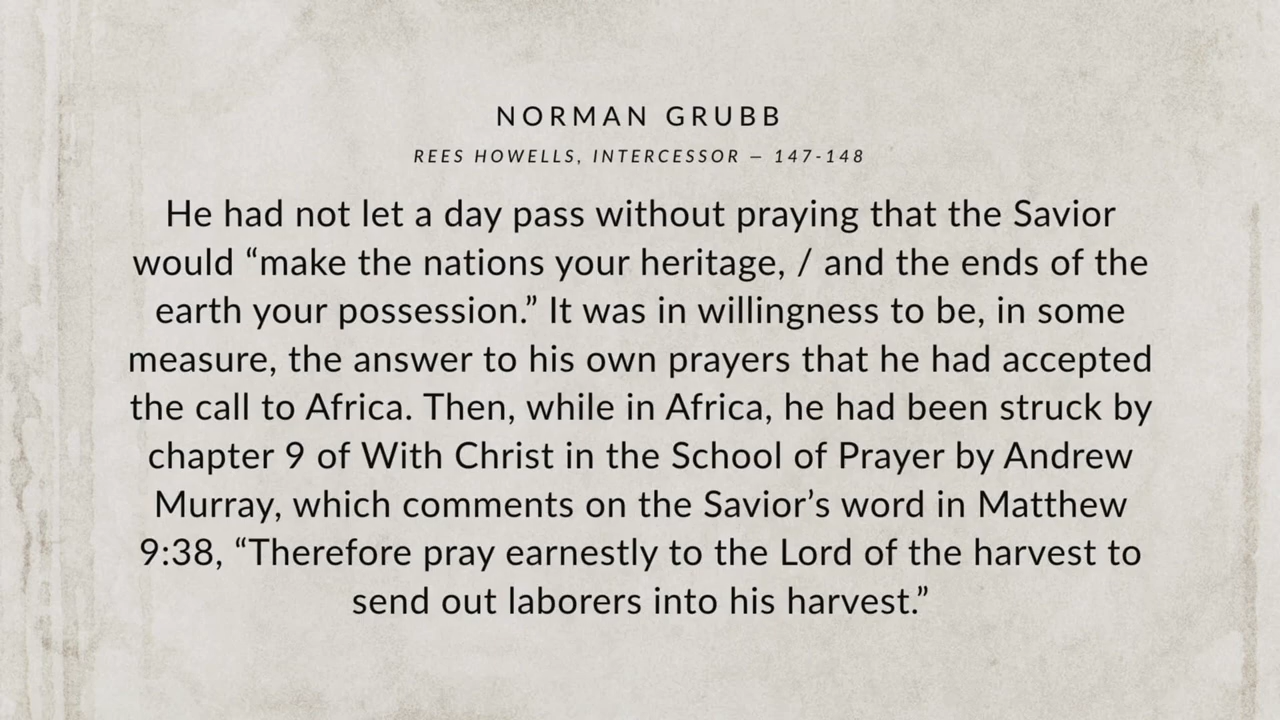 NORMAN GRUBB
REES HOWELLS, INTERCESSOR – 147-148
He had not let a day pass without praying that the Savior
would “make the nations your heritage, / and the ends of the
earth your possession.” It was in willingness to be, in some
measure, the answer to his own prayers that he had accepted
the call to Africa. Then, while in Africa, he had been struck by
chapter 9 of With Christ in the School of Prayer by Andrew
Murray, which comments on the Savior’s word in Matthew
9:38, “Therefore pray earnestly to the Lord of the harvest to
send out laborers into his harvest.”